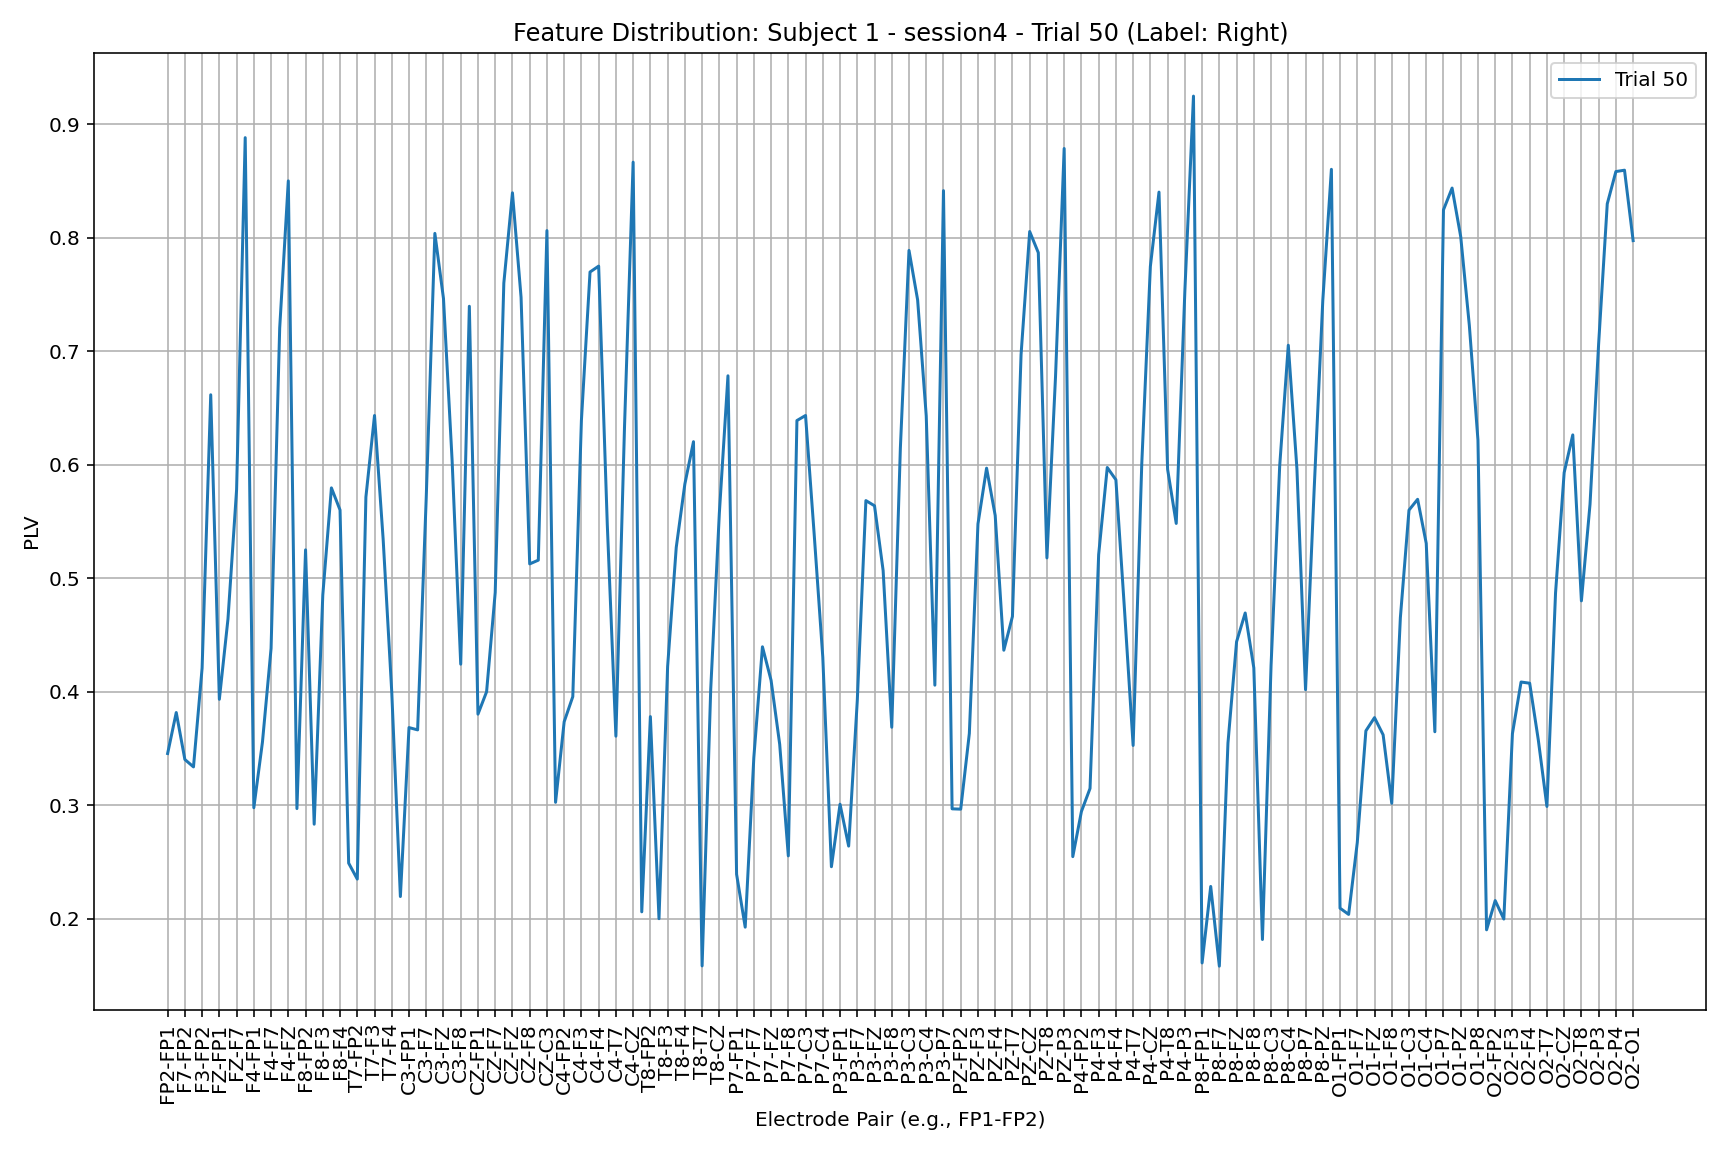 Feature Distribution: Subject 1 - session4 - Trial 50 (Label: Right)
Trial 50
0.9
0.8
0.7
0.6
0.5
0.4
0.3
0.2
PLV
FP2-FP1
F7-FP2
F3-FP2
FZ-FP1
FZ-F7
F4-FP1
F4-F7
F4-FZ
F8-FP2
F8-F3
F8-F4
T7-FP2
T7-F3
T7-F4
C3-FP1
C3-F7
C3-FZ
C3-F8
CZ-FP1
CZ-F7
CZ-FZ
CZ-F8
CZ-C3
C4-FP2
C4-F3
C4-F4
C4-T7
C4-CZ
T8-FP2
T8-F3
T8-F4
T8-T7
T8-CZ
P7-FP1
P7-F7
P7-FZ
P7-F8
P7-C3
P7-C4
P3-FP1
P3-F7
P3-FZ
P3-F8
P3-C3
P3-C4
P3-P7
PZ-FP2
PZ-F3
PZ-F4
PZ-T7
PZ-CZ
PZ-T8
PZ-P3
P4-FP2
P4-F3
P4-F4
P4-T7
P4-CZ
P4-T8
P4-P3
P8-FP1
P8-F7
P8-FZ
P8-F8
P8-C3
P8-C4
P8-P7
P8-PZ
O1-FP1
O1-F7
O1-FZ
O1-F8
O1-C3
O1-C4
O1-P7
O1-PZ
O1-P8
O2-FP2
O2-F3
O2-F4
O2-T7
O2-CZ
O2-T8
O2-P3
O2-P4
O2-O1
Electrode Pair (e.g., FP1-FP2)